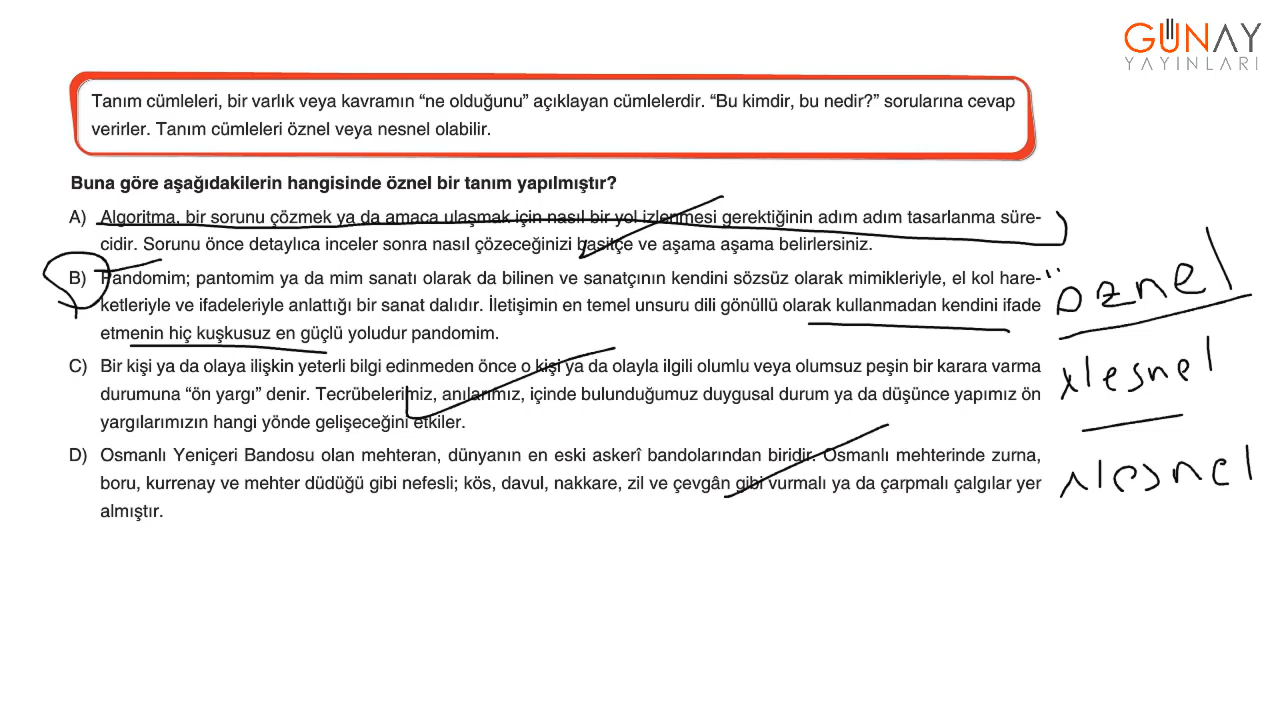 GÜNAY
YAYINLARI
Tanım cümleleri, bir varlık veya kavramın “ne olduğunu” açıklayan cümlelerdir. “Bu kimdir, bu nedir?” sorularına cevap
verirler. Tanım cümleleri öznel veya nesnel olabilir.
Buna göre aşağıdakilerin hangisinde öznel bir tanım yapılmıştır?
A) Algoritma, bir sorunu çözmek ya da amaca ulaşmak için nasıl bir yol izlenmesi gerektiğinin adım adım tasarlanma süre-
cidir. Sorunu önce detaylıca inceler sonra nasıl çözeceğinizi basitçe ve aşama aşama belirlersiniz.
B) Pandomim; pantomim ya da mim sanatı olarak da bilinen ve sanatçının kendini sözsüz olarak mimikleriyle, el kol hare-
ketleriyle ve ifadeleriyle anlattığı bir sanat dalıdır. İletişimin en temel unsuru dili gönüllü olarak kullanmadan kendini ifade
etmenin hiç kuşkusuz en güçlü yoludur pandomim.
öznel
C) Bir kişi ya da olaya ilişkin yeterli bilgi edinmeden önce o kişi ya da olayla ilgili olumlu veya olumsuz peşin bir karara varma
durumuna “ön yargı” denir. Tecrübelerimiz, anılarımız, içinde bulunduğumuz duygusal durum ya da düşünce yapımız ön
yargılarımızın hangi yönde gelişeceğini etkiler.
Nesnel
D) Osmanlı Yeniçeri Bandosu olan mehteran, dünyanın en eski askerî bandolarından biridir. Osmanlı mehterinde zurna,
boru, kurrenay ve mehter düdüğü gibi nefesli; kös, davul, nakkare, zil ve çevgân gibi vurmalı ya da çarpmalı çalgılar yer
almıştır.
Nesnel